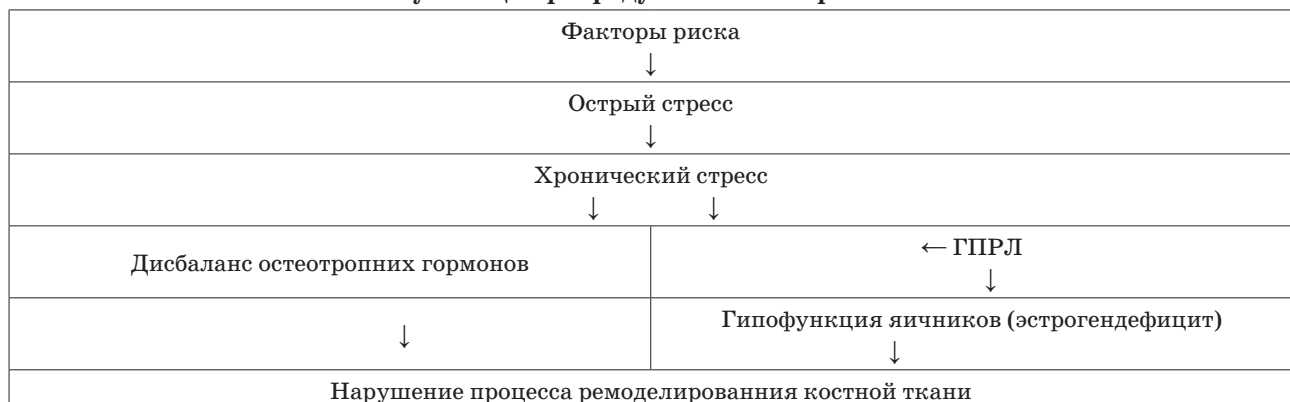 Факторы риска
↓
Острый стресс
↓
Хронический стресс
↓ ↓
Дисбаланс остеотропних гормонов
← ГПРЛ
↓
↓
Гипофункция яичников (эстрогендефицит)
↓
Нарушение процесса ремоделированния костной ткани